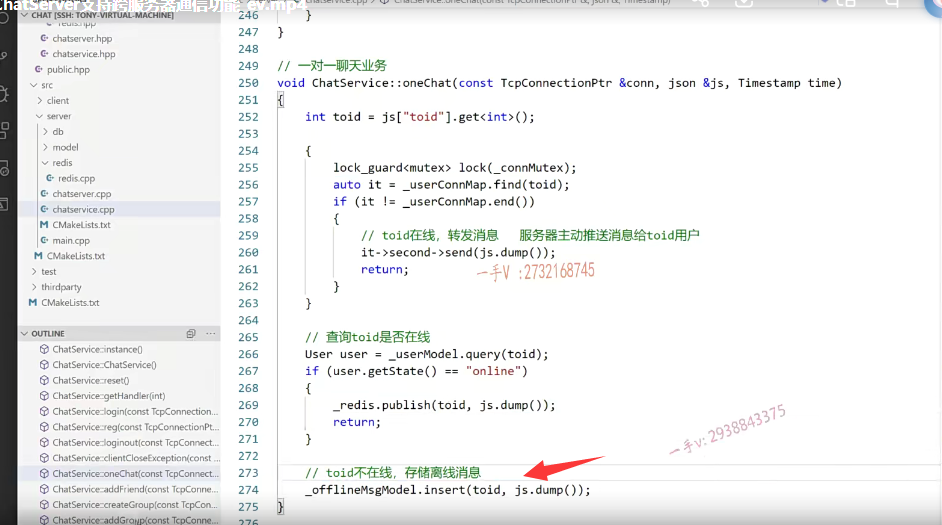 ChatServer支持跨服务器通信功能_ev.mp4
CHAT [SSH: TONY-VIRTUAL-MACHINE]
redis.hpp
chatserver.hpp
chatservice.hpp
public.hpp
src
client
server
db
model
redis
redis.cpp
chatserver.cpp
chatservice.cpp
CMakeLists.txt
main.cpp
CMakeLists.txt
test
thirdparty
CMakeLists.txt
OUTLINE
ChatService::instance()
ChatService::ChatService()
ChatService::reset()
ChatService::getHandler(int)
ChatService::login(const TcpConnection...
ChatService::reg(const TcpConnectionPt...
ChatService::loginout(const TcpConnect...
ChatService::clientCloseException(const ...
ChatService::oneChat(const TcpConnect...
ChatService::addFriend(const TcpConne...
ChatService::createGroup(const TcpCon...
ChatService::addGroup(const TcpConne...
246 }
247 }
248
249 // 一对一聊天业务
250 void ChatService::oneChat(const TcpConnectionPtr &conn, json &js, Timestamp time)
251 {
252 int toid = js["toid"].get<int>();
253
254 {
255 lock_guard<mutex> lock(_connMutex);
256 auto it = _userConnMap.find(toid);
257 if (it != _userConnMap.end())
258 {
259 // toid在线，转发消息 服务器主动推送消息给toid用户
260 it->second->send(js.dump());
261 return;
262 }
263 }
264
265 // 查询toid是否在线
266 User user = _userModel.query(toid);
267 if (user.getState() == "online")
268 {
269 _redis.publish(toid, js.dump());
270 return;
271 }
272
273 // toid不在线，存储离线消息
274 _offlineMsgModel.insert(toid, js.dump());
275 }
276
一手V :2732168745
一手v: 2938843375